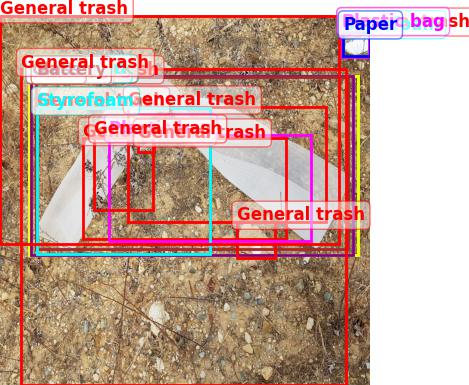 General trash
Plastic bag
Paper
General trash
Battery
Styrofoam
General trash
General trash
General trash
General trash